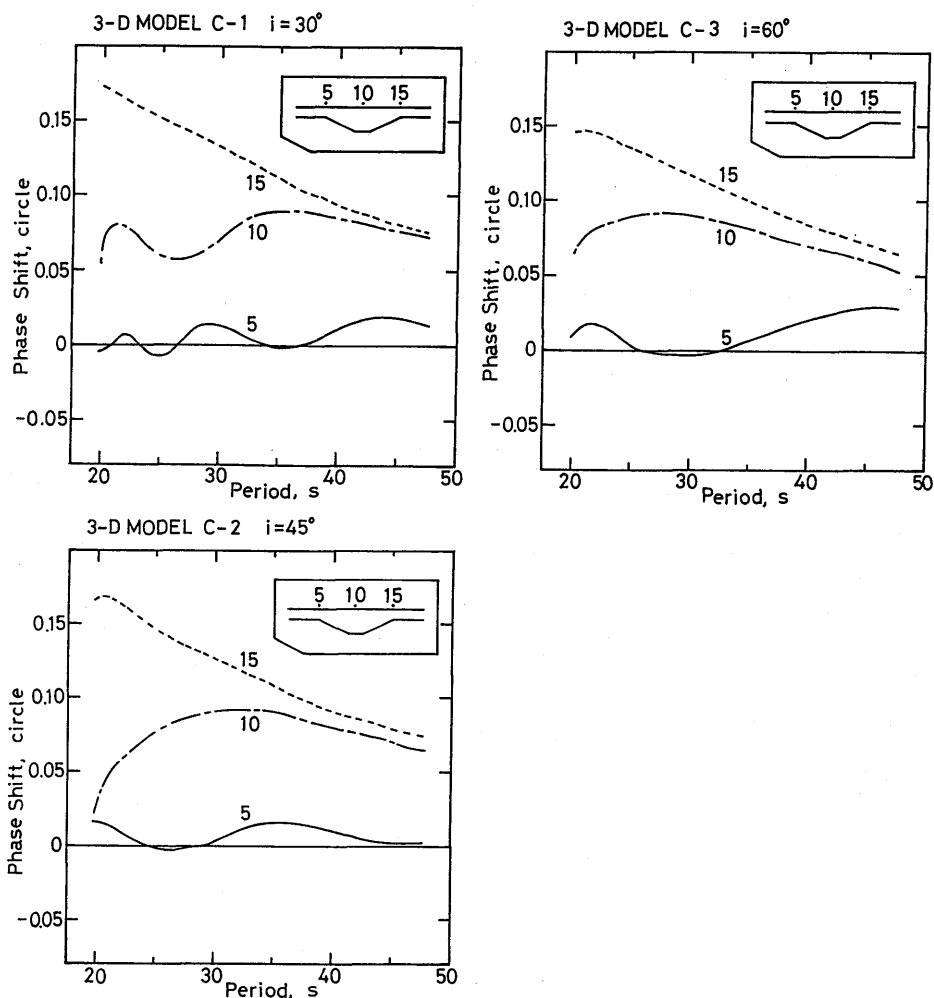 3-D MODEL C-1 i=30°
5 10 15
0.15
0.10
0.05
0
-0.05
15
10
5
Phase Shift, circle
20 30 40 50
Period, s
3-D MODEL C-3 i=60°
5 10 15
0.15
0.10
0.05
0
-0.05
15
10
5
Phase Shift, circle
20 30 40 50
Period, s
3-D MODEL C-2 i=45°
5 10 15
0.15
0.10
0.05
0
-0.05
15
10
5
Phase Shift, circle
20 30 40 50
Period, s